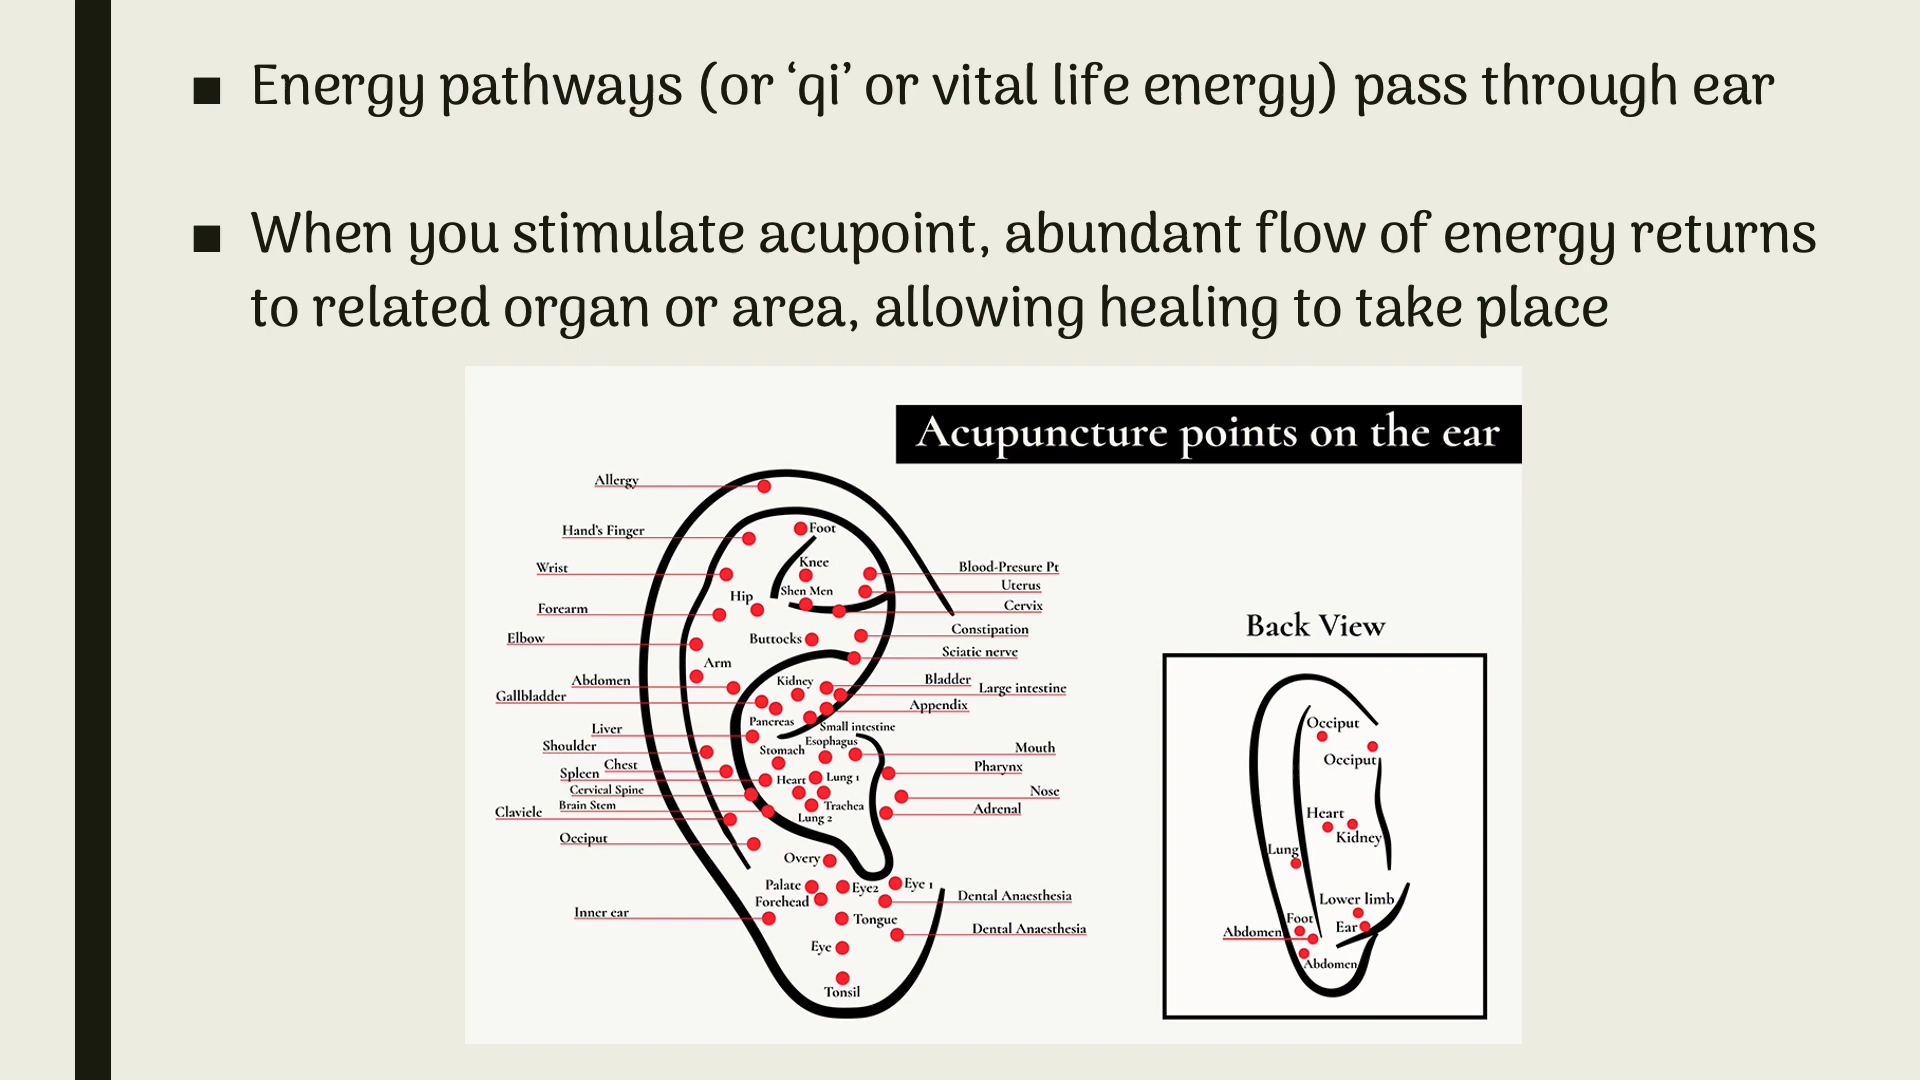 ■ Energy pathways (or ‘qi’ or vital life energy) pass through ear
■ When you stimulate acupoint, abundant flow of energy returns
to related organ or area, allowing healing to take place
Acupuncture points on the ear
Allergy
Hand's Finger
Wrist
Forearm
Elbow
Arm
Abdomen
Gallbladder
Liver
Shoulder
Chest
Spleen
Cervical Spine
Brain Stem
Claviele
Occiput
Inner ear
Foot
Knee
Shen Men
Hip
Buttocks
Kidney
Pancreas
Small intestine
Esophagus
Stomach
Heart
Lung 1
Trachea
Lung 2
Overy
Palate
Eye2
Eye 1
Forehead
Tongue
Eye
Tonsil
Blood-Presure Pt
Uterus
Cervix
Constipation
Sciatic nerve
Bladder
Large intestine
Appendix
Mouth
Pharynx
Nose
Adrenal
Dental Anaesthesia
Dental Anaesthesia
Back View
Occiput
Occiput
Heart
Kidney
Lung
Lower limb
Foot
Ear
Abdomen
Abdomen